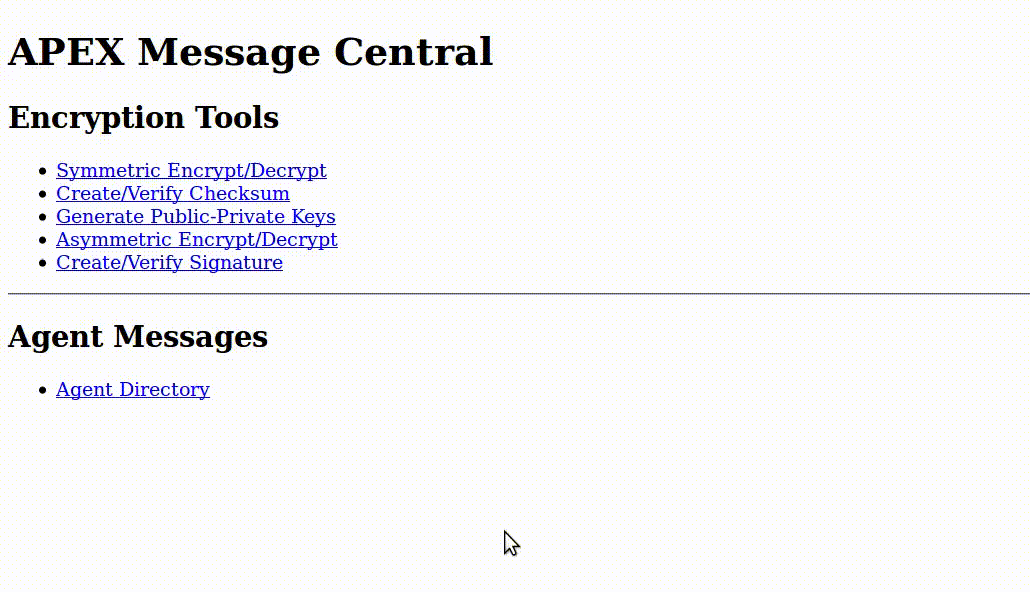 APEX Message Central
Encryption Tools
Symmetric Encrypt/Decrypt
Create/Verify Checksum
Generate Public-Private Keys
Asymmetric Encrypt/Decrypt
Create/Verify Signature
Agent Messages
Agent Directory